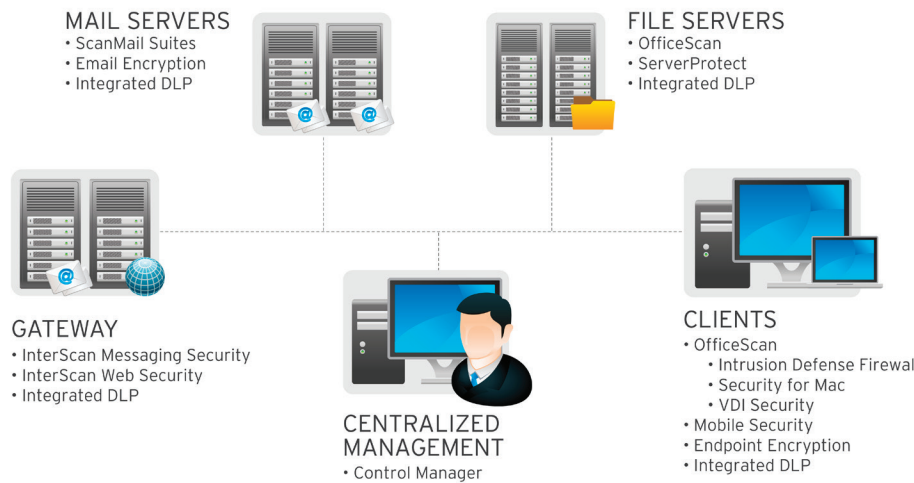 MAIL SERVERS
• ScanMail Suites
• Email Encryption
• Integrated DLP
@
@
FILE SERVERS
• OfficeScan
• ServerProtect
• Integrated DLP
@
GATEWAY
• InterScan Messaging Security
• InterScan Web Security
• Integrated DLP
CENTRALIZED
MANAGEMENT
• Control Manager
CLIENTS
• OfficeScan
• Intrusion Defense Firewall
• Security for Mac
• VDI Security
• Mobile Security
• Endpoint Encryption
• Integrated DLP